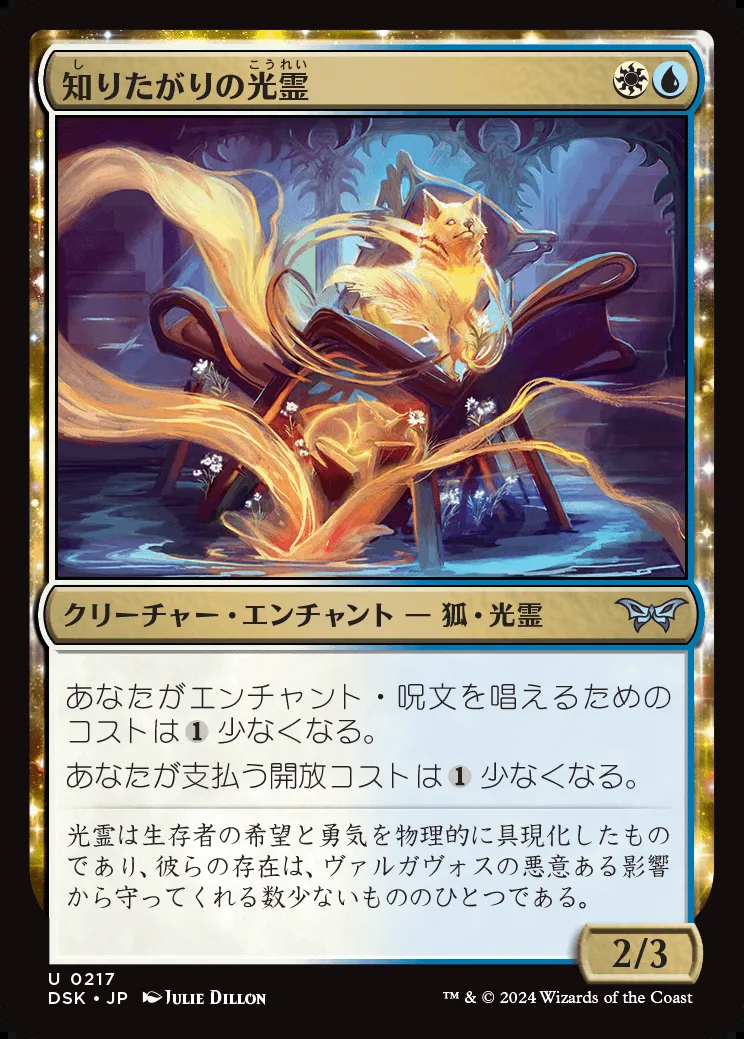 知りたがりの光霊
クリーチャー・エンチャント — 狐・光霊
あなたがエンチャント・呪文を唱えるための
コストは1少なくなる。
あなたが支払う開放コストは1少なくなる。
光霊は生存者の希望と勇気を物理的に具現化したもの
であり、彼らの存在は、ヴァルガヴォスの悪意ある影響
から守ってくれる数少ないもののひとつである。
2/3
U 0217
DSK • JP Julie Dillon
™ & © 2024 Wizards of the Coast